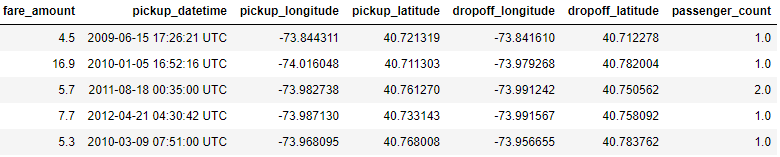 fare_amount pickup_datetime pickup_longitude pickup_latitude dropoff_longitude dropoff_latitude passenger_count
4.5 2009-06-15 17:26:21 UTC -73.844311 40.721319 -73.841610 40.712278 1.0
16.9 2010-01-05 16:52:16 UTC -74.016048 40.711303 -73.979268 40.782004 1.0
5.7 2011-08-18 00:35:00 UTC -73.982738 40.761270 -73.991242 40.750562 2.0
7.7 2012-04-21 04:30:42 UTC -73.987130 40.733143 -73.991567 40.758092 1.0
5.3 2010-03-09 07:51:00 UTC -73.968095 40.768008 -73.956655 40.783762 1.0